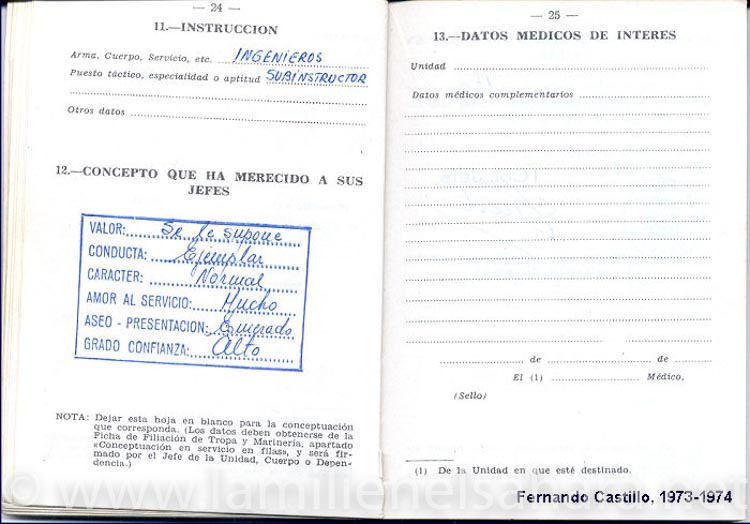 — 24 —
11.—INSTRUCCION
Arma, Cuerpo, Servicio, etc. INGENIEROS
Puesto táctico, especialidad o aptitud SUBINSTRUCTOR
Otros datos
12.—CONCEPTO QUE HA MERECIDO A SUS
JEFES
VALOR: Se le supone
CONDUCTA: Ejemplar
CARACTER: Normal
AMOR AL SERVICIO: Mucho
ASEO - PRESENTACION:
GRADO CONFIANZA: Alto
NOTA: Dejar esta hoja en blanco para la conceptuación
que corresponda. (Los datos deben obtenerse de la
Ficha de Filiación de Tropa y Marinería, apartado
«Conceptuación en servicio en filas», y será fir-
mado por el Jefe de la Unidad, Cuerpo o Depen-
dencia.)
— 25 —
13.—DATOS MEDICOS DE INTERES
Unidad
Datos médicos complementarios
de de
El (1) Médico,
(Sello)
(1) De la Unidad en que esté destinado.
Fernando Castillo, 1973-1974